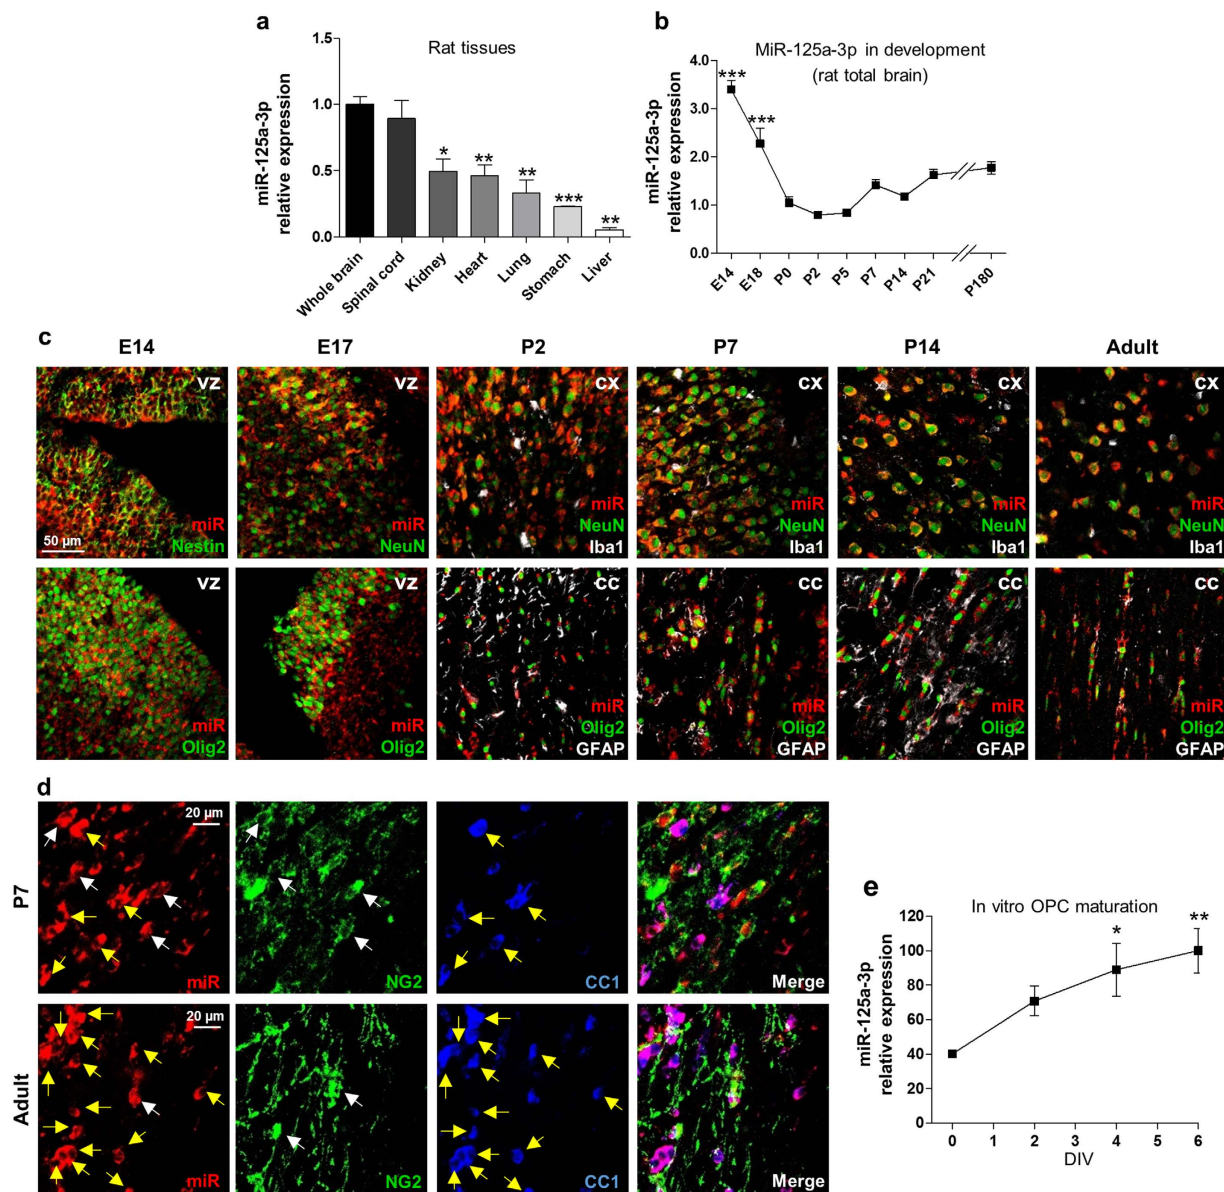 a
Rat tissues
miR-125a-3p
relative expression
1.5
1.0
0.5
0.0
*
**
**
***
**
Whole brain
Spinal cord
Kidney
Heart
Lung
Stomach
Liver
b
MiR-125a-3p in development
(rat total brain)
miR-125a-3p
relative expression
4.0
3.0
2.0
1.0
0.0
***
***
E14
E18
P0
P2
P5
P7
P14
P21
P180
c
E14
E17
P2
P7
P14
Adult
VZ
miR
Nestin
50 µm
VZ
miR
NeuN
CX
miR
NeuN
Iba1
CX
miR
NeuN
Iba1
CX
miR
NeuN
Iba1
CX
miR
NeuN
Iba1
VZ
miR
Olig2
VZ
miR
Olig2
CC
miR
Olig2
GFAP
CC
miR
Olig2
GFAP
CC
miR
Olig2
GFAP
CC
miR
Olig2
GFAP
d
P7
20 µm
miR
NG2
CC1
Merge
Adult
20 µm
miR
NG2
CC1
Merge
e
In vitro OPC maturation
miR-125a-3p
relative expression
120
100
80
60
40
20
0
*
**
0
1
2
3
4
5
6
DIV